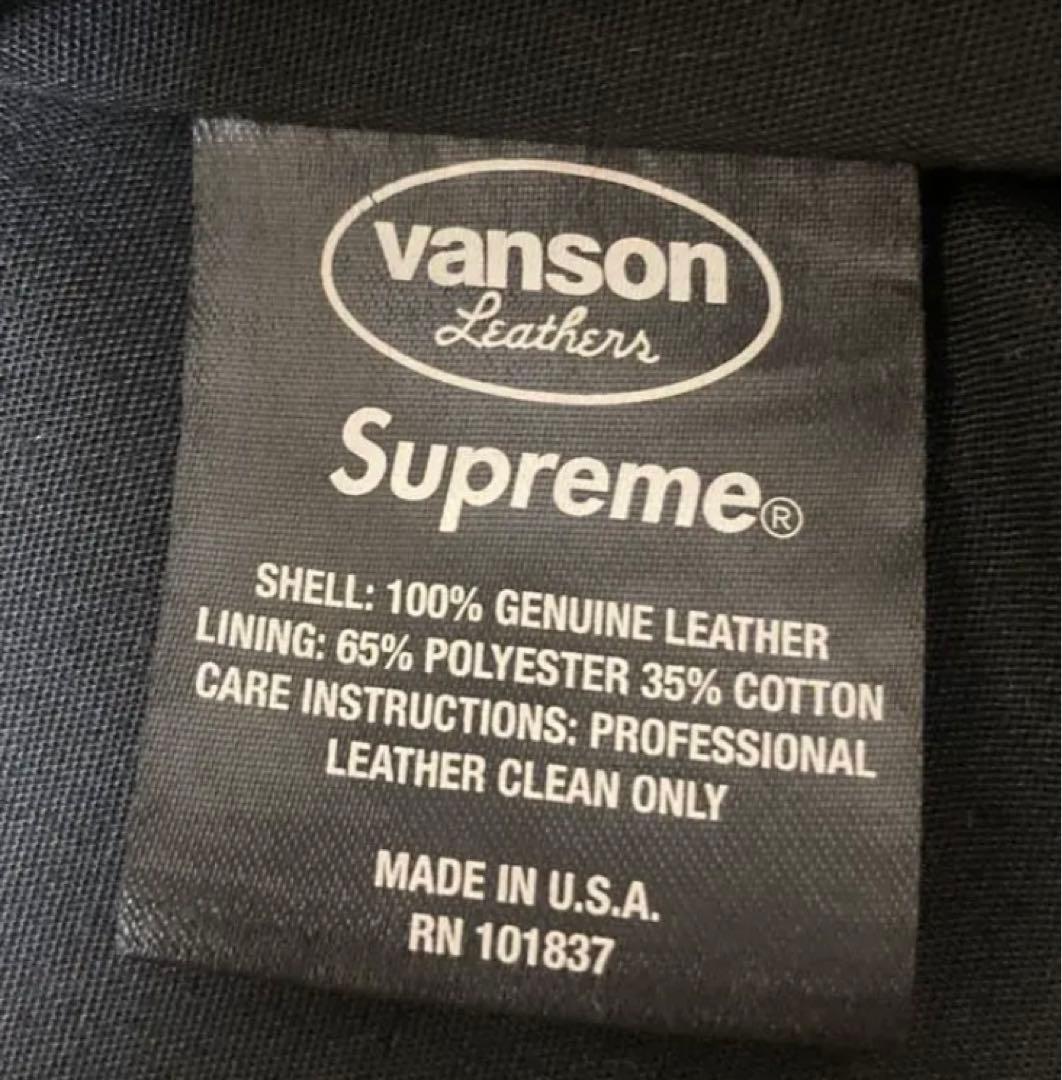 vanson
Leathers
Supreme®
SHELL: 100% GENUINE LEATHER
LINING: 65% POLYESTER 35% COTTON
CARE INSTRUCTIONS: PROFESSIONAL
LEATHER CLEAN ONLY
MADE IN U.S.A.
RN 101837